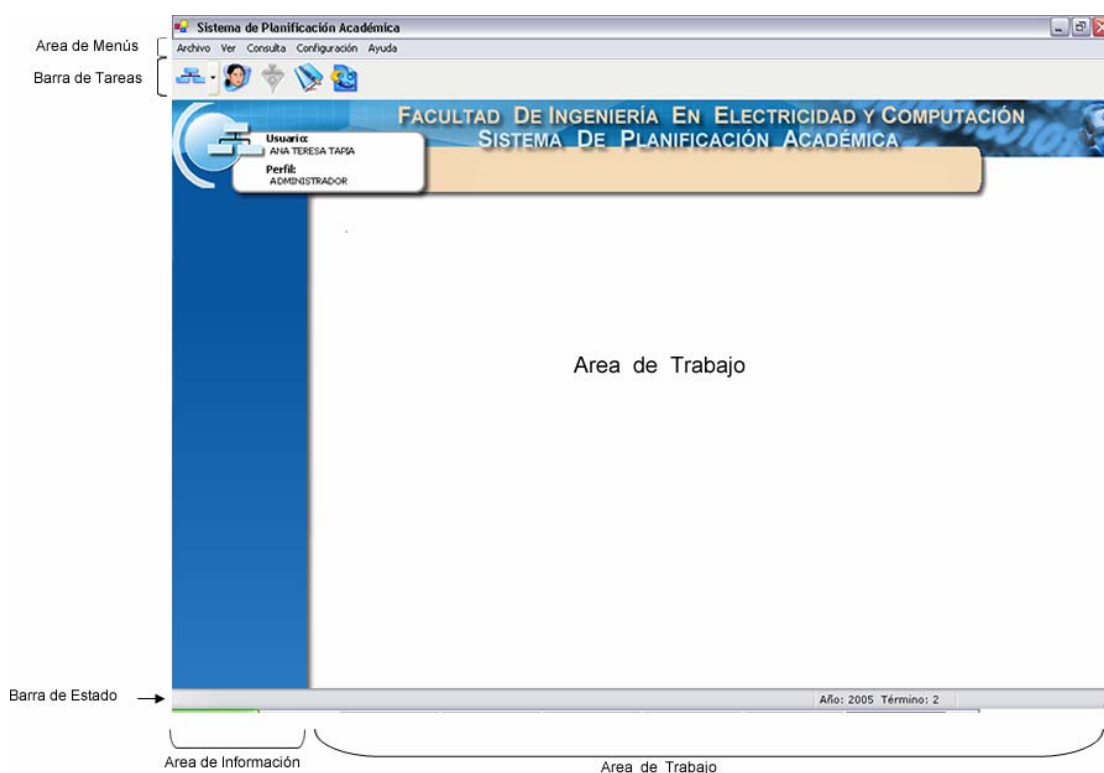 Sistema de Planificación Académica
Area de Menús
Archivo Ver Consulta Configuración Ayuda
Barra de Tareas
FACULTAD DE INGENIERÍA EN ELECTRICIDAD Y COMPUTACIÓN
SISTEMA DE PLANIFICACIÓN ACADÉMICA
Usuario:
ANA TERESA TAPIA
Perfil:
ADMINISTRADOR
Area de Trabajo
Barra de Estado
Año: 2005 Término: 2
Area de Información
Area de Trabajo